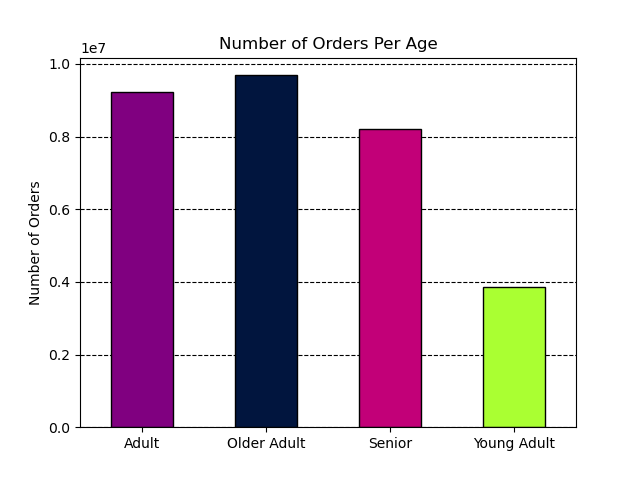 Number of Orders Per Age
1e7
1.0
0.8
0.6
0.4
0.2
0.0
Number of Orders
Adult
Older Adult
Senior
Young Adult